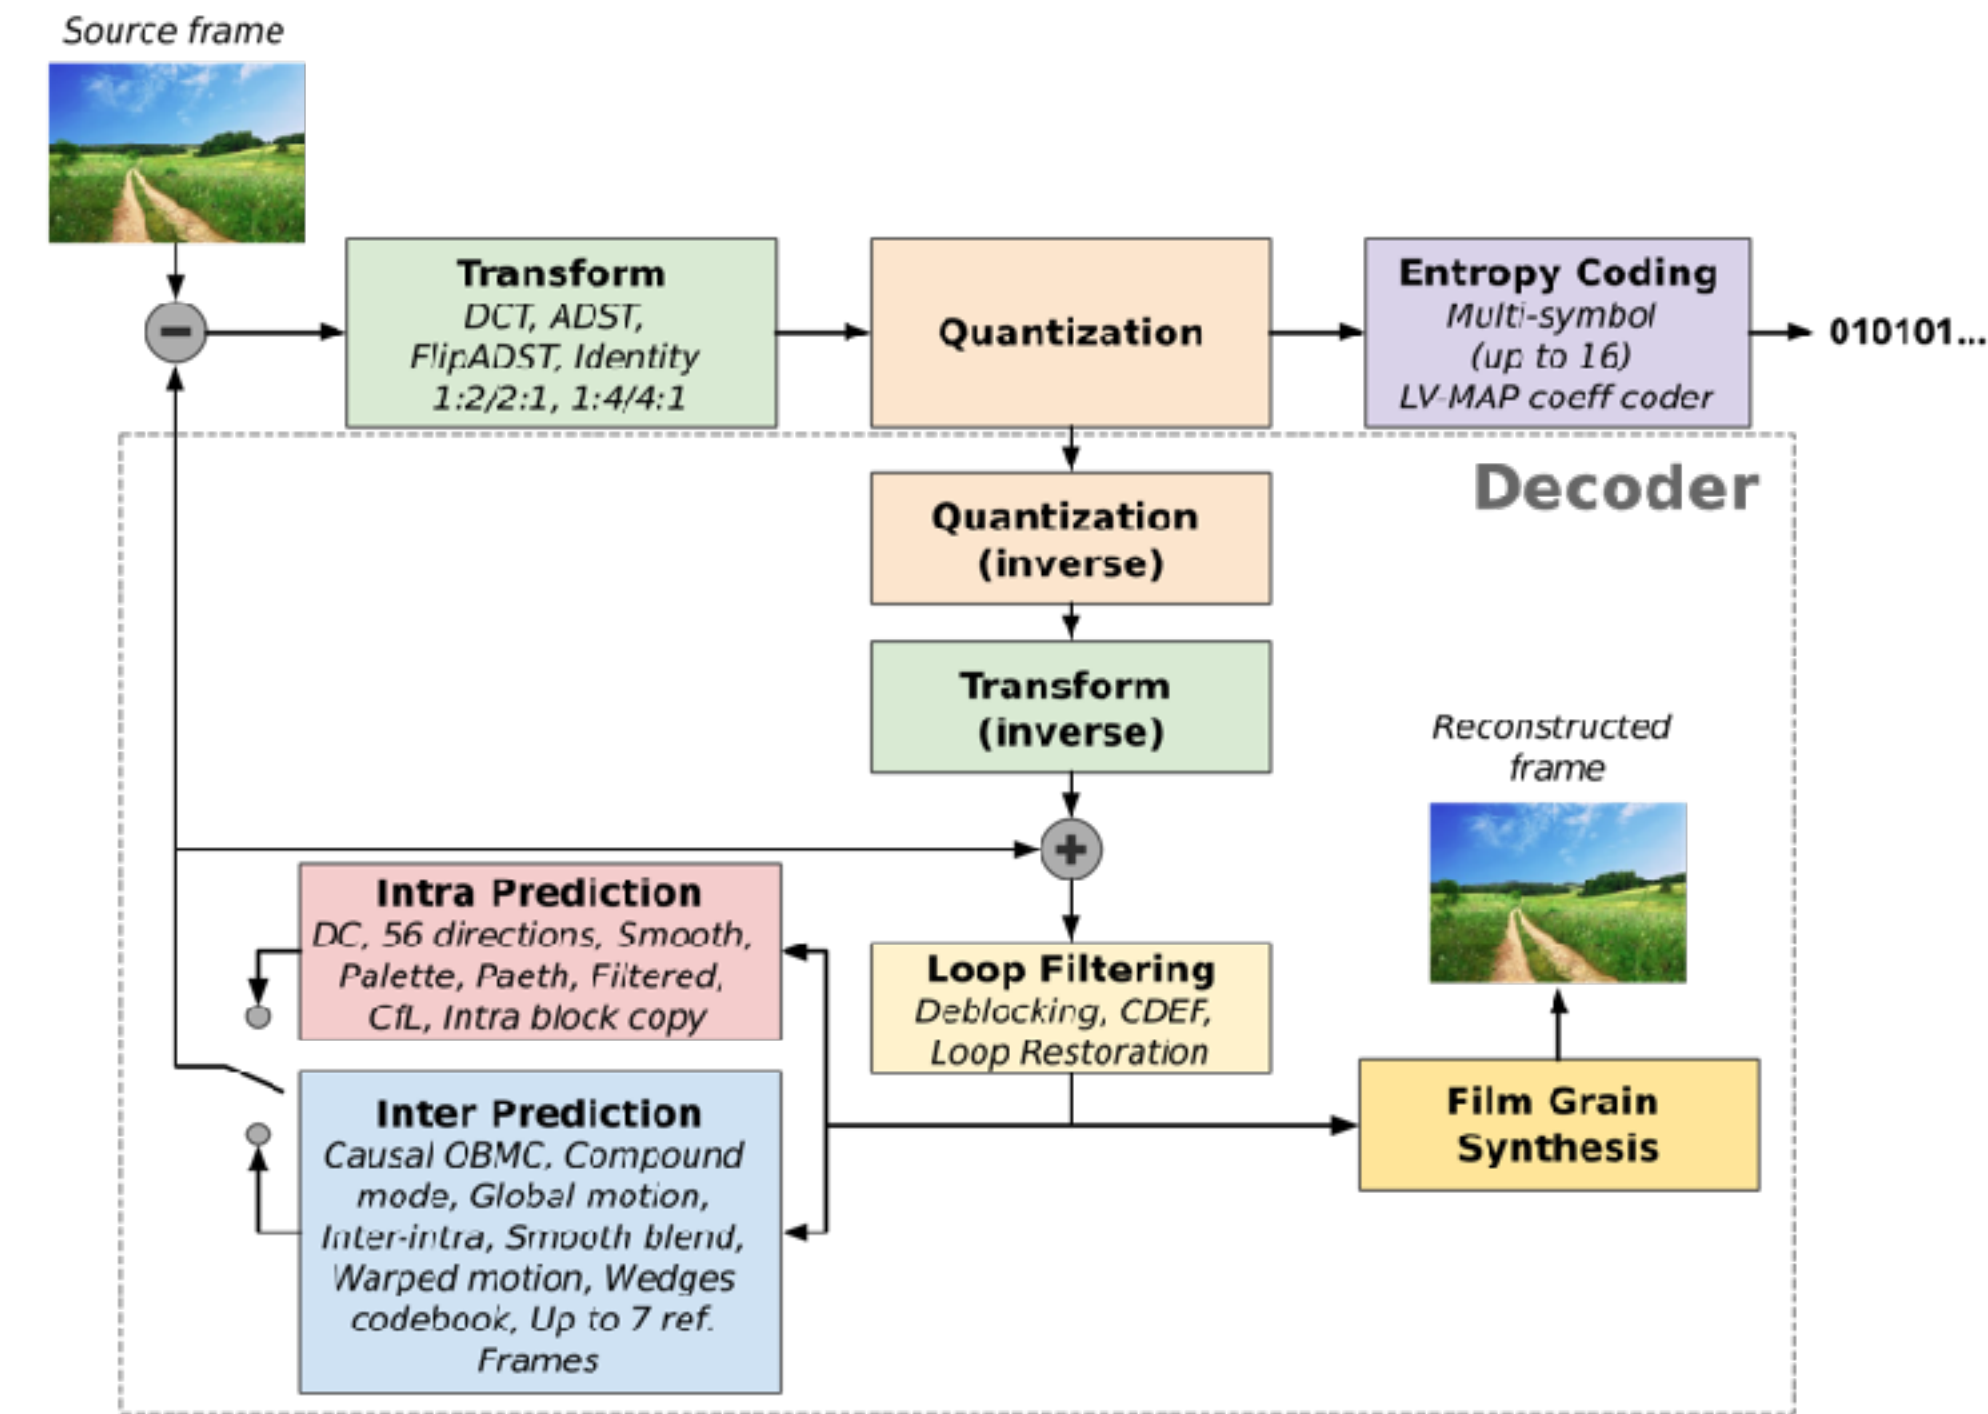 Source frame
Transform
DCT, ADST,
FlipADST, Identity
1:2/2:1, 1:4/4:1
Quantization
Entropy Coding
Multi-symbol
(up to 16)
LV-MAP coeff coder
010101...
Decoder
Quantization
(inverse)
Transform
(inverse)
Reconstructed
frame
Intra Prediction
DC, 56 directions, Smooth,
Palette, Paeth, Filtered,
CfL, Intra block copy
Loop Filtering
Deblocking, CDEF,
Loop Restoration
Inter Prediction
Causal OBMC, Compound
mode, Global motion,
Inter-intra, Smooth blend,
Warped motion, Wedges
codebook, Up to 7 ref.
Frames
Film Grain
Synthesis